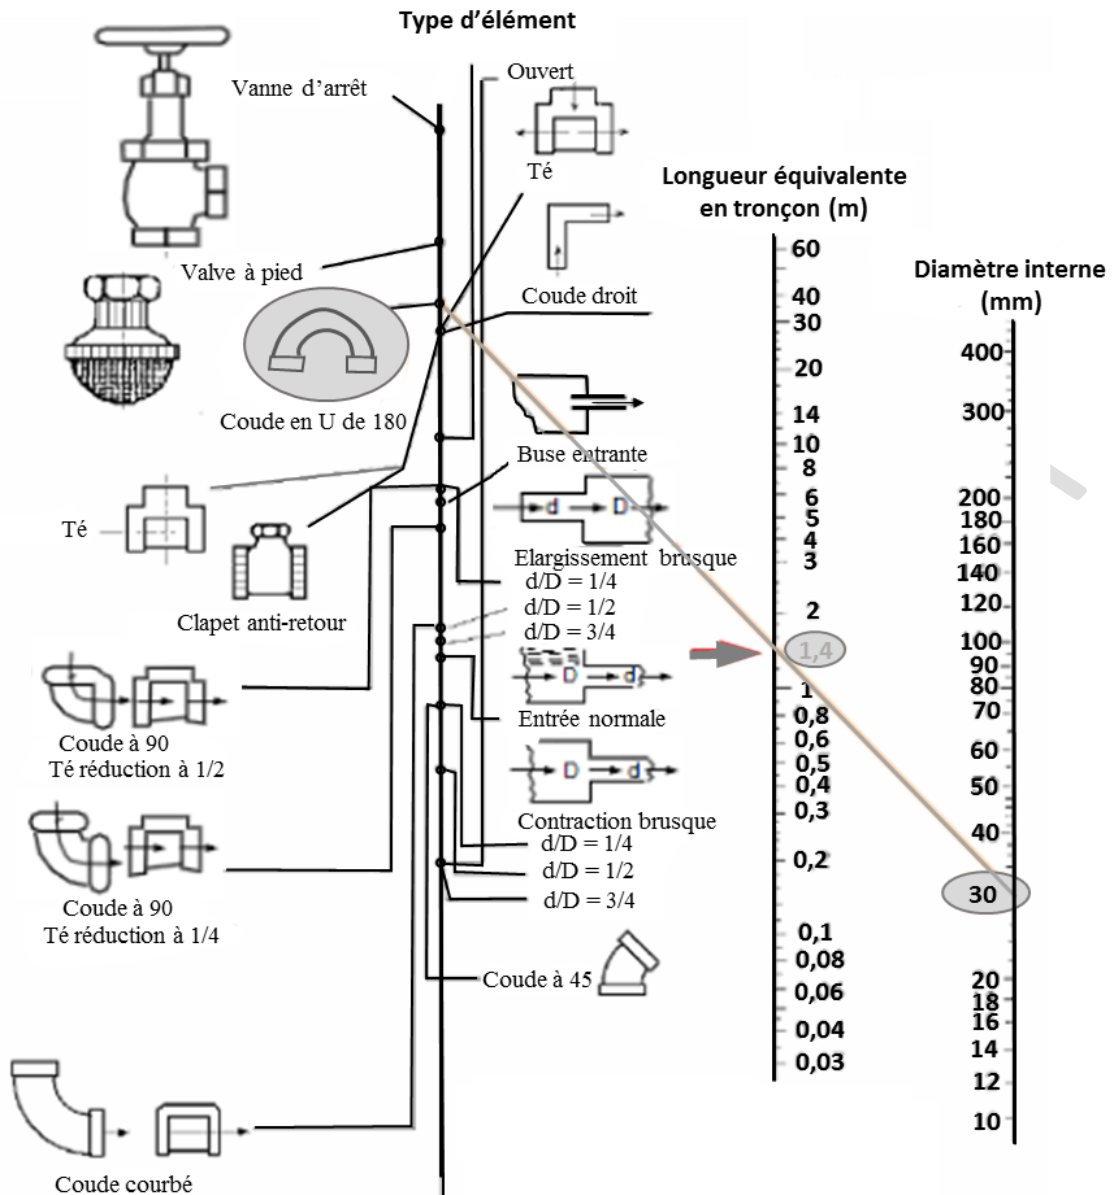 Type d'élément
Vanne d'arrêt
Ouvert
Té
Longueur équivalente
en tronçon (m)
Diamètre interne
(mm)
Valve à pied
Coude droit
Coude en U de 180
Buse entrante
d D
Té
Elargissement brusque
d/D = 1/4
d/D = 1/2
d/D = 3/4
Clapet anti-retour
D d
Entrée normale
Coude à 90
Té réduction à 1/2
D d
Contraction brusque
d/D = 1/4
d/D = 1/2
d/D = 3/4
Coude à 90
Té réduction à 1/4
Coude à 45
Coude courbé
60
40
30
20
14
10
8
6
5
4
3
2
1,4
1
0,8
0,6
0,5
0,4
0,3
0,2
0,1
0,08
0,06
0,04
0,03
400
300
200
180
160
140
120
100
90
80
70
60
50
40
30
20
18
16
14
12
10